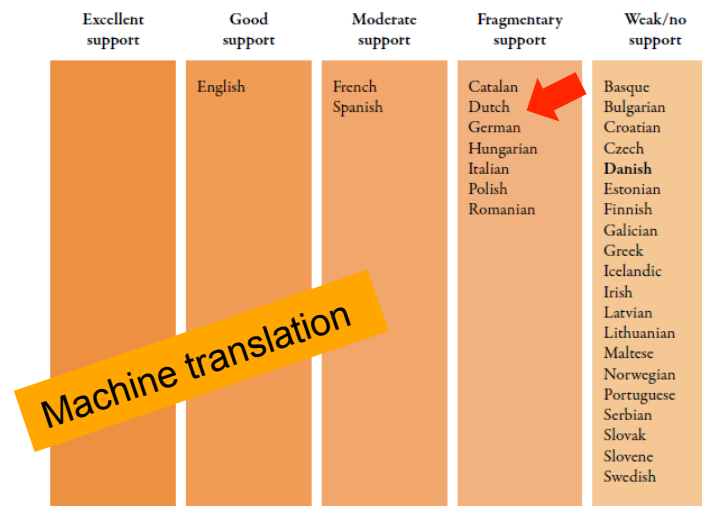 Excellent
support
Good
support
Moderate
support
Fragmentary
support
Weak/no
support
English
French
Spanish
Catalan
Dutch
German
Hungarian
Italian
Polish
Romanian
Basque
Bulgarian
Croatian
Czech
Danish
Estonian
Finnish
Galician
Greek
Icelandic
Irish
Latvian
Lithuanian
Maltese
Norwegian
Portuguese
Serbian
Slovak
Slovene
Swedish
Machine translation